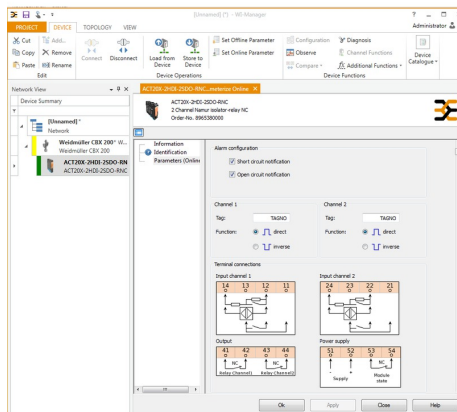 [Unnamed] (*) - WI-Manager
PROJECT DEVICE TOPOLOGY VIEW
Administrator
Cut Add...
Copy Remove
Paste Rename
Connect Disconnect
Load from Device
Store to Device
Set Offline Parameter
Set Online Parameter
Configuration Diagnosis
Observe Channel Functions
Compare Additional Functions
Device Catalogue
Edit
Device Operations
Device Functions
Network View
ACT20X-2HDI-2SDO-RNC...meterize Online
Device Summary
[Unnamed]*
Network
Weidmüller CBX 200* W...
Weidmüller CBX 200
ACT20X-2HDI-2SDO-RN
ACT20X-2HDI-2SDO-RNC
ACT20X-2HDI-2SDO-RNC
2 Channel Namur isolator-relay NC
Order-No. 8965380000
Information
Identification
Parameters (Online
Alarm configuration
Short circuit notification
Open circuit notification
Channel 1
Tag: TAGNO
Function: direct
inverse
Channel 2
Tag: TAGNO
Function: direct
inverse
Terminal connections
Input channel 1
14 13 12 11
Input channel 2
24 23 22 21
Output
41 42 43 44
NC NC
Relay Channel1 Relay Channel2
Power supply
51 52 53 54
NC
- +
Supply
Module state
Ok Apply Close Help